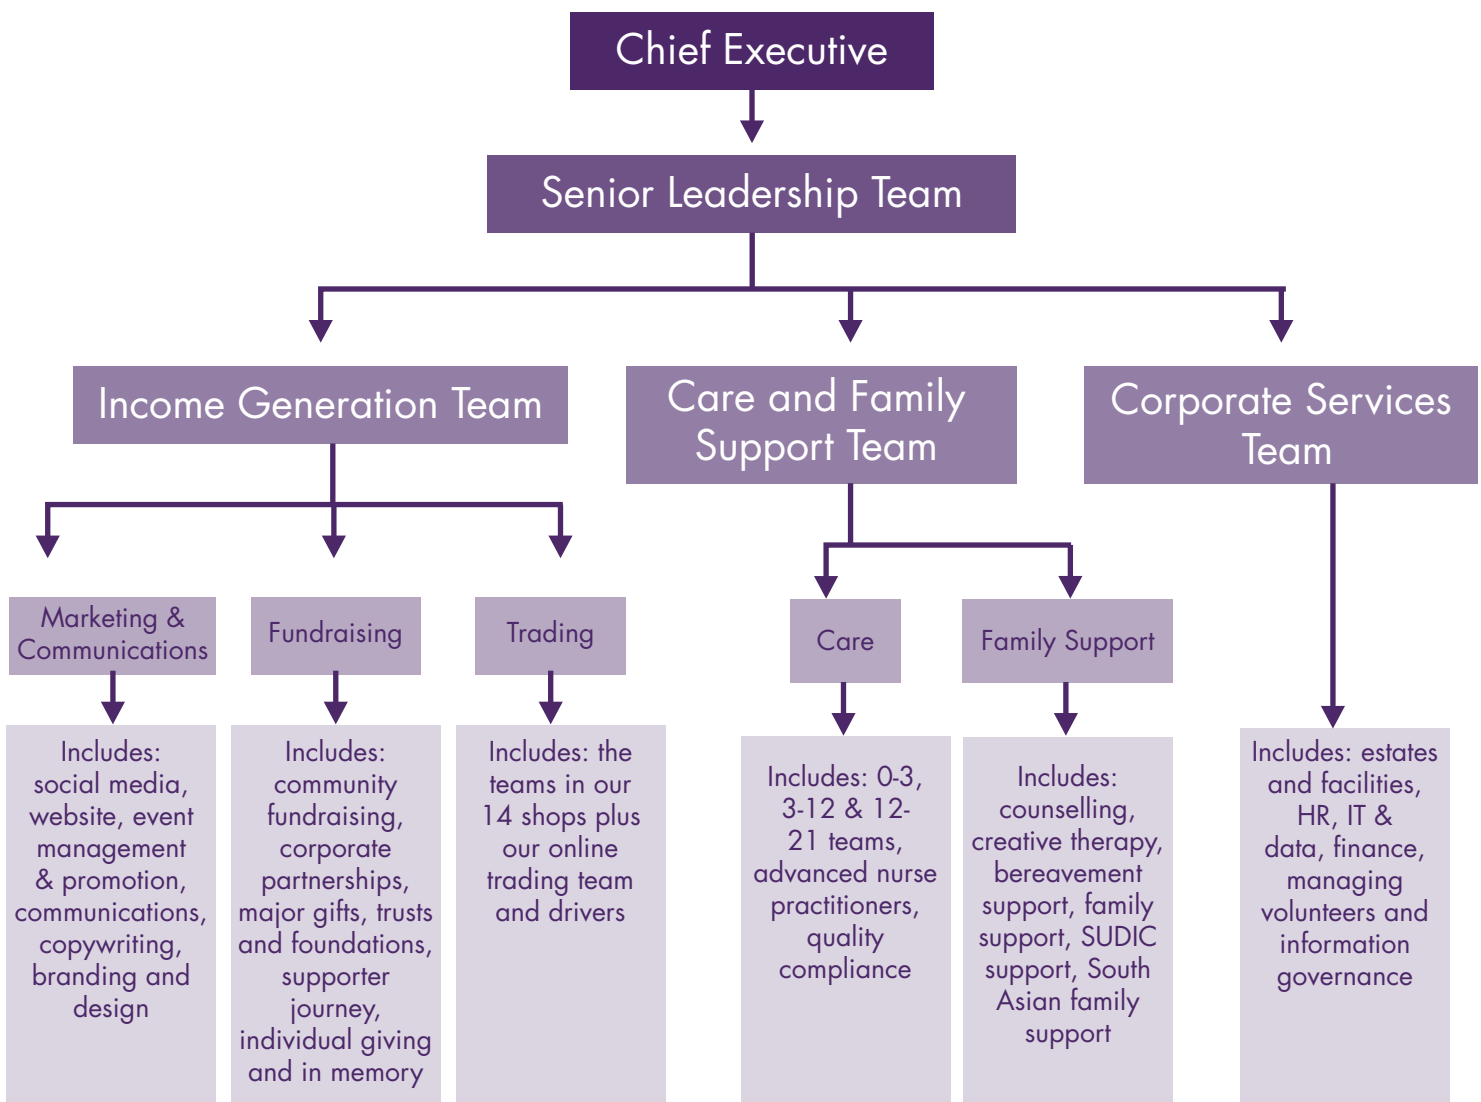 Chief Executive
Senior Leadership Team
Income Generation Team
Care and Family
Support Team
Corporate Services
Team
Marketing &
Communications
Fundraising
Trading
Care
Family Support
Includes:
social media,
website, event
management
& promotion,
communications,
copywriting,
branding and
design
Includes:
community
fundraising,
corporate
partnerships,
major gifts, trusts
and foundations,
supporter
journey,
individual giving
and in memory
Includes: the
teams in our
14 shops plus
our online
trading team
and drivers
Includes: 0-3,
3-12 & 12-
21 teams,
advanced nurse
practitioners,
quality
compliance
Includes:
counselling,
creative therapy,
bereavement
support, family
support, SUDIC
support, South
Asian family
support
Includes: estates
and facilities,
HR, IT &
data, finance,
managing
volunteers and
information
governance